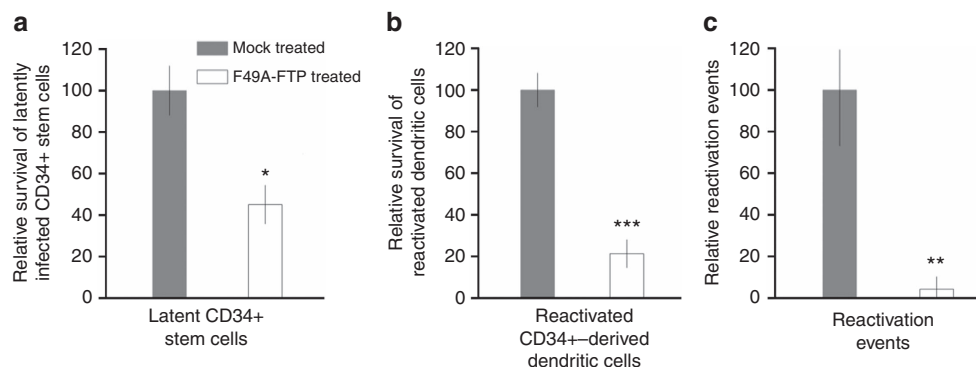 a
Relative survival of latently
infected CD34+ stem cells
120
100
80
60
40
20
0
Mock treated
F49A-FTP treated
*
Latent CD34+
stem cells
b
Relative survival of
reactivated dendritic cells
120
100
80
60
40
20
0
***
Reactivated
CD34+–derived
dendritic cells
c
Relative reactivation events
120
100
80
60
40
20
0
**
Reactivation
events